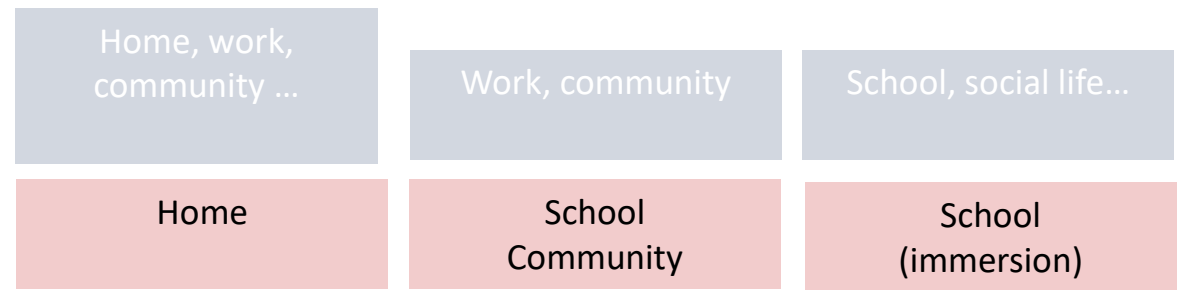 Home, work,
community …
Work, community
School, social life…
Home
School
Community
School
(immersion)